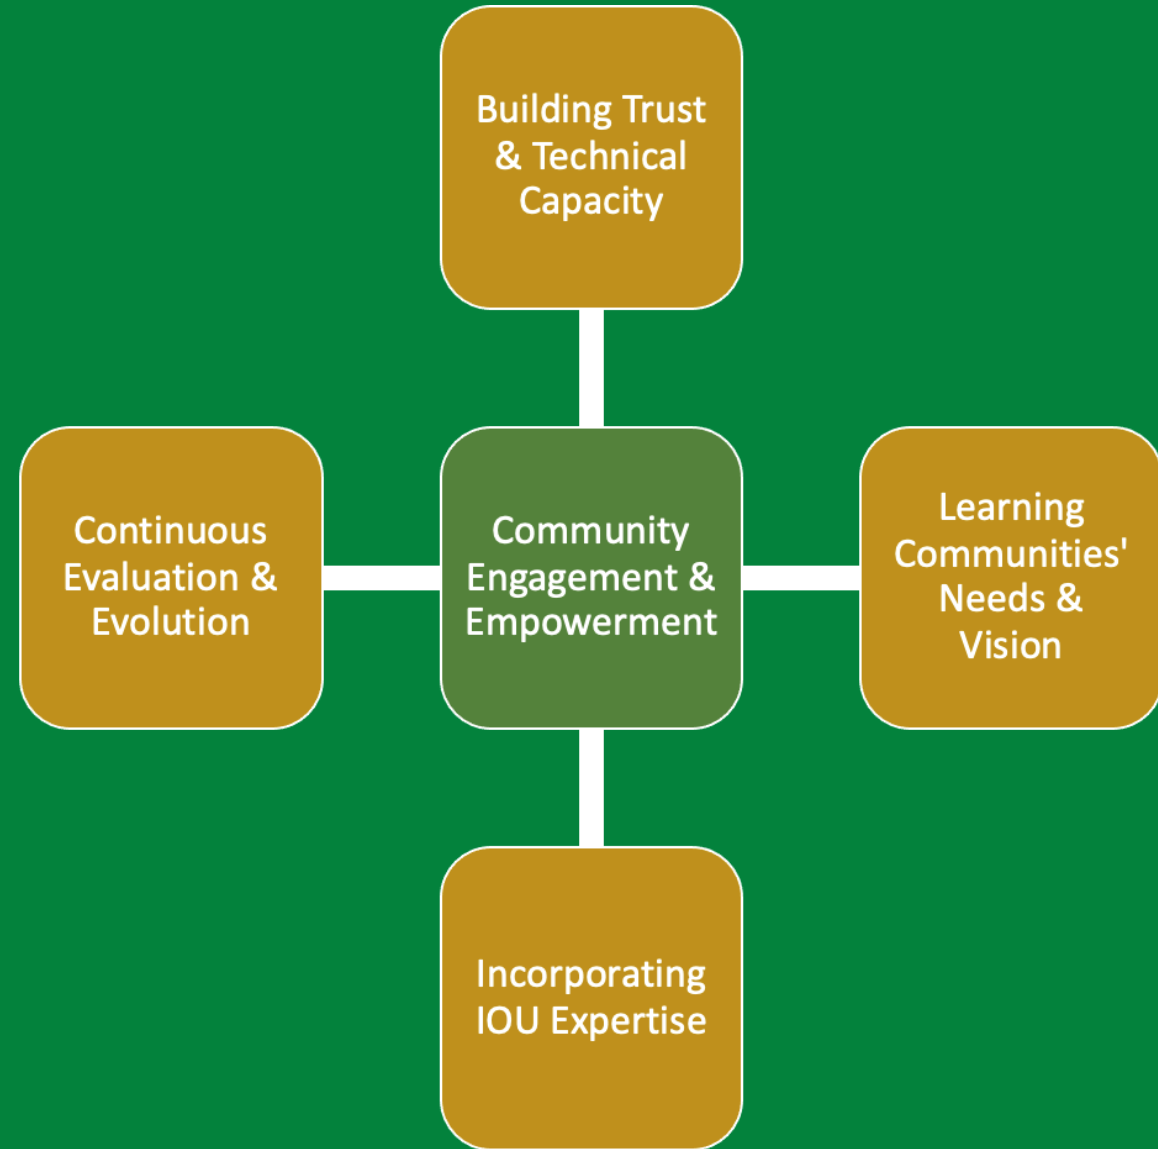 Building Trust
& Technical
Capacity
Continuous
Evaluation &
Evolution
Community
Engagement &
Empowerment
Learning
Communities'
Needs &
Vision
Incorporating
IOU Expertise